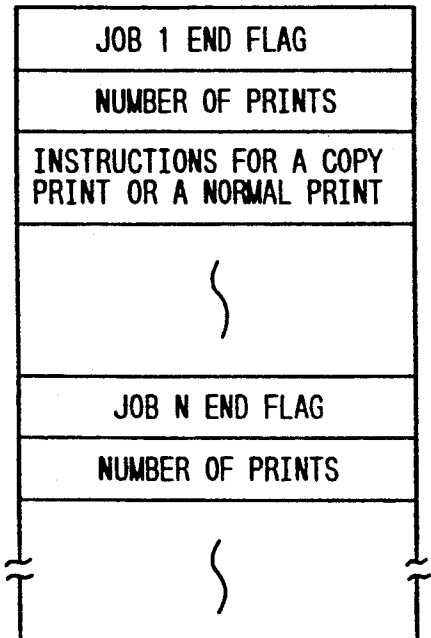 JOB 1 END FLAG
NUMBER OF PRINTS
INSTRUCTIONS FOR A COPY
PRINT OR A NORMAL PRINT
JOB N END FLAG
NUMBER OF PRINTS